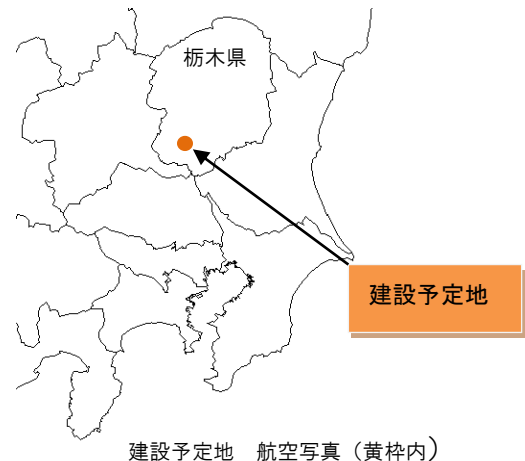 栃木県
建設予定地
建設予定地　航空写真（黄枠内）